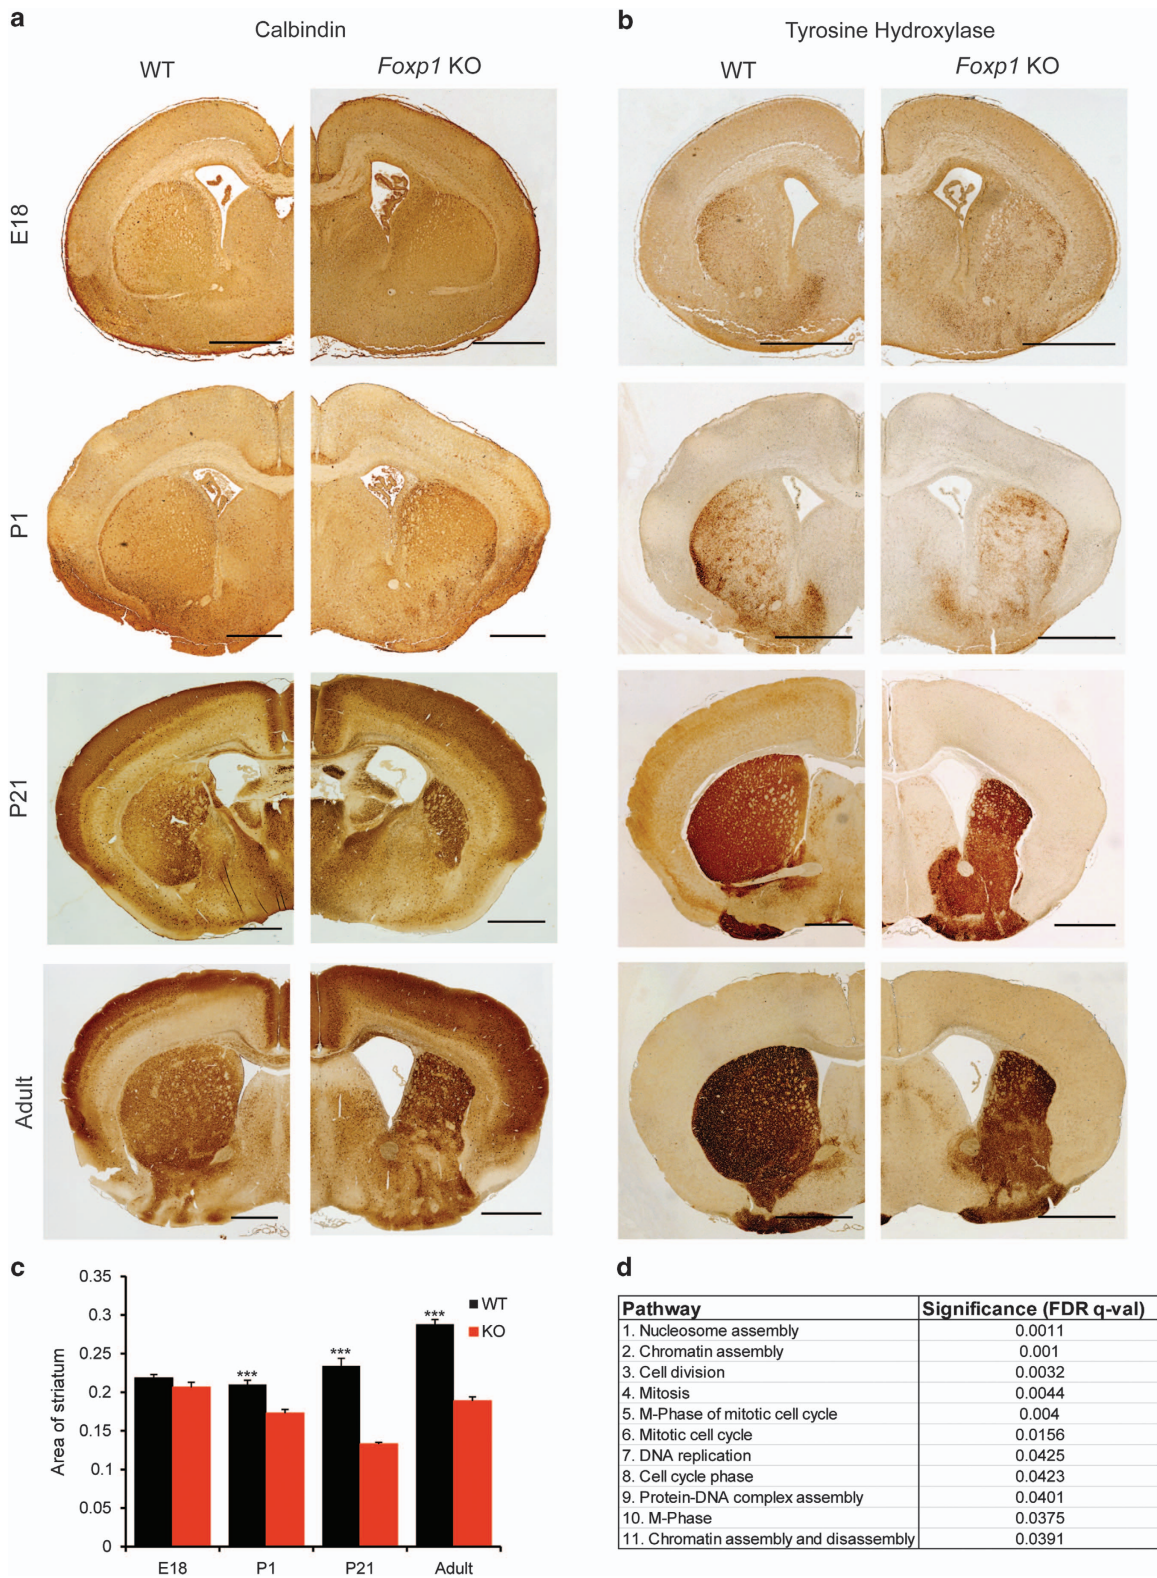 a
Calbindin
WT
Foxp1 KO
E18
P1
P21
Adult
b
Tyrosine Hydroxylase
WT
Foxp1 KO
c
0.35
0.3
0.25
0.2
0.15
0.1
0.05
0
Area of striatum
***
***
***
WT
KO
E18 P1 P21 Adult
d
Pathway Significance (FDR q-val)
1. Nucleosome assembly 0.0011
2. Chromatin assembly 0.001
3. Cell division 0.0032
4. Mitosis 0.0044
5. M-Phase of mitotic cell cycle 0.004
6. Mitotic cell cycle 0.0156
7. DNA replication 0.0425
8. Cell cycle phase 0.0423
9. Protein-DNA complex assembly 0.0401
10. M-Phase 0.0375
11. Chromatin assembly and disassembly 0.0391